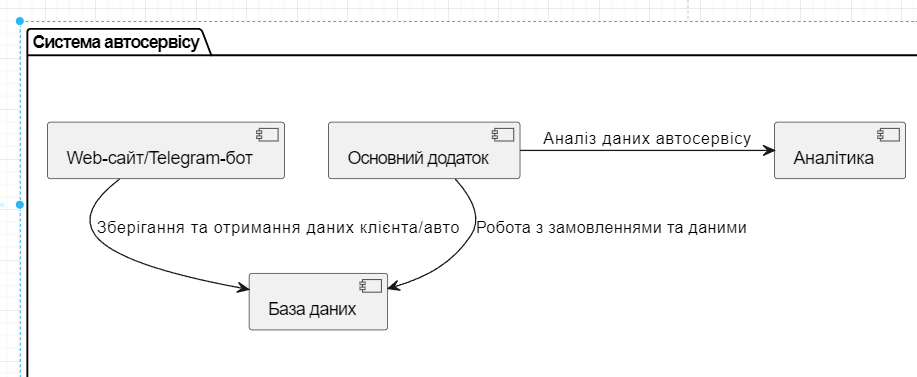 Система автосервісу
Web-сайт/Telegram-бот
Основний додаток
Аналіз даних автосервісу
Аналітика
Зберігання та отримання даних клієнта/авто
Робота з замовленнями та даними
База даних